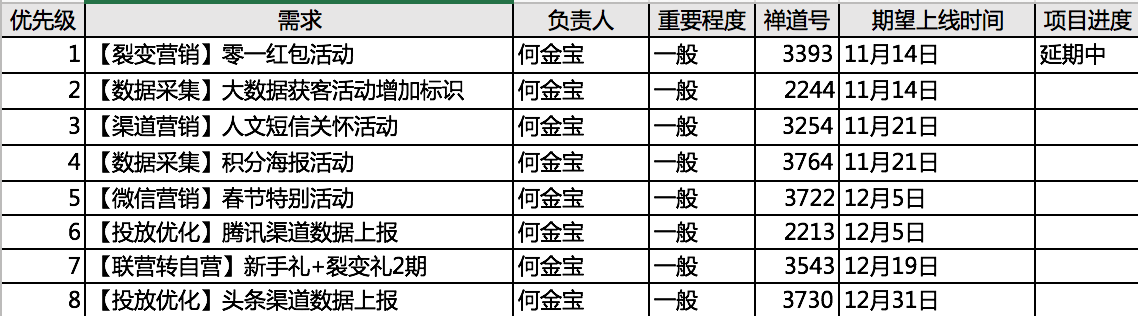 优先级 需求 负责人 重要程度 禅道号 期望上线时间 项目进度
1 【裂变营销】零一红包活动 何金宝 一般 3393 11月14日 延期中
2 【数据采集】大数据获客活动增加标识 何金宝 一般 2244 11月14日
3 【渠道营销】人文短信关怀活动 何金宝 一般 3254 11月21日
4 【数据采集】积分海报活动 何金宝 一般 3764 11月21日
5 【微信营销】春节特别活动 何金宝 一般 3722 12月5日
6 【投放优化】腾讯渠道数据上报 何金宝 一般 2213 12月5日
7 【联营转自营】新手礼+裂变礼2期 何金宝 一般 3543 12月19日
8 【投放优化】头条渠道数据上报 何金宝 一般 3730 12月31日